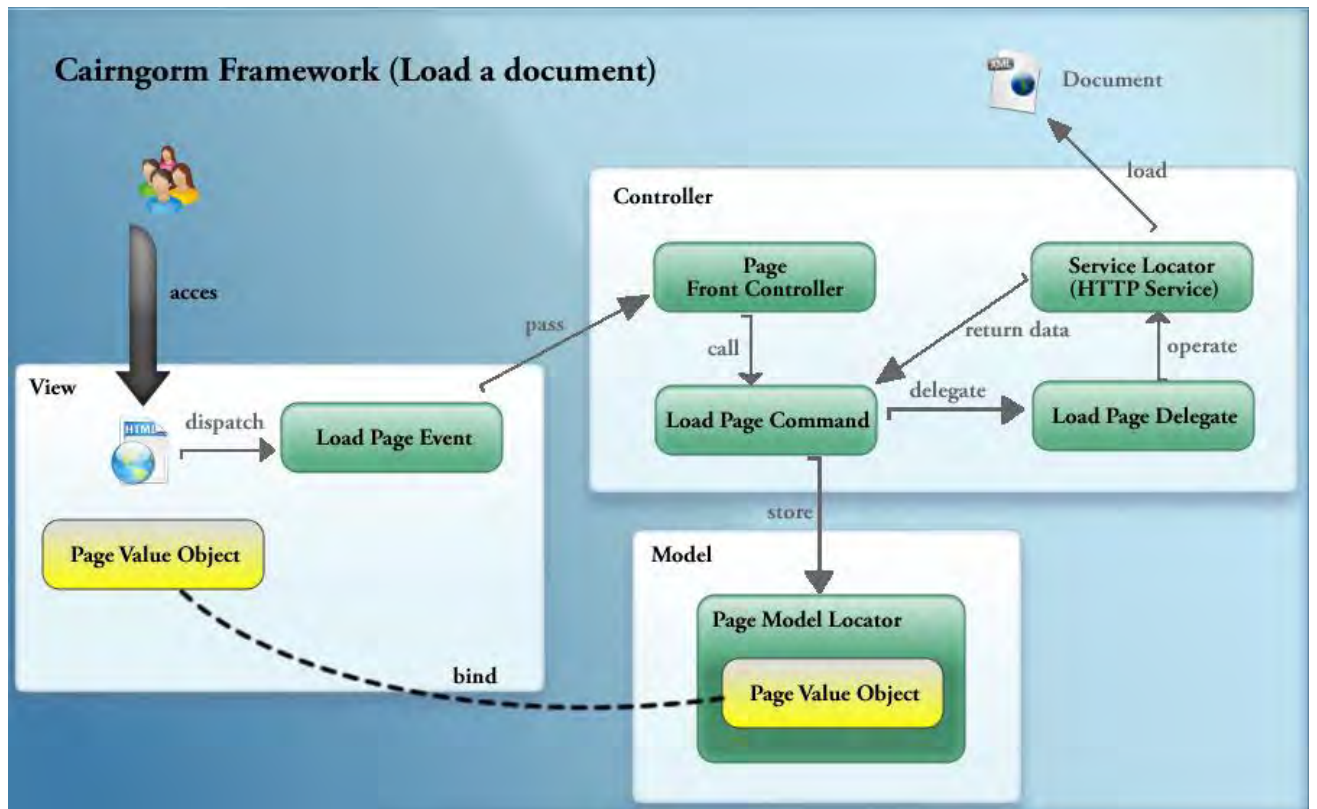 Cairngorm Framework (Load a document)
XML
Document
load
Controller
Page
Front Controller
Service Locator
(HTTP Service)
acces
pass
call
return data
operate
View
delegate
Load Page Command
Load Page Delegate
HTML
dispatch
Load Page Event
store
Page Value Object
Model
Page Model Locator
bind
Page Value Object